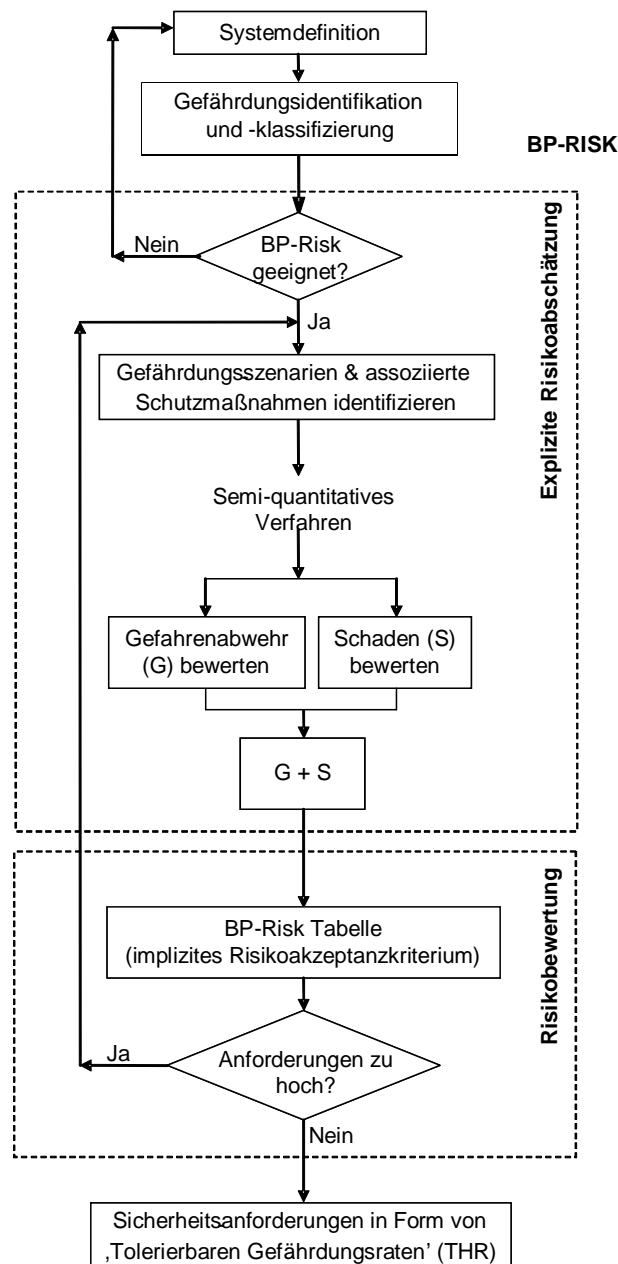 Systemdefinition
Gefährdungsidentifikation
und -klassifizierung
BP-RISK
Explizite Risikoabschätzung
Nein
BP-Risk
geeignet?
Ja
Gefährdungsszenarien & assoziierte
Schutzmaßnahmen identifizieren
Semi-quantitatives
Verfahren
Gefahrenabwehr
(G) bewerten
Schaden (S)
bewerten
G + S
Risikobewertung
BP-Risk Tabelle
(implizites Risikoakzeptanzkriterium)
Ja
Anforderungen zu
hoch?
Nein
Sicherheitsanforderungen in Form von
‚Tolerierbaren Gefährdungsraten’ (THR)